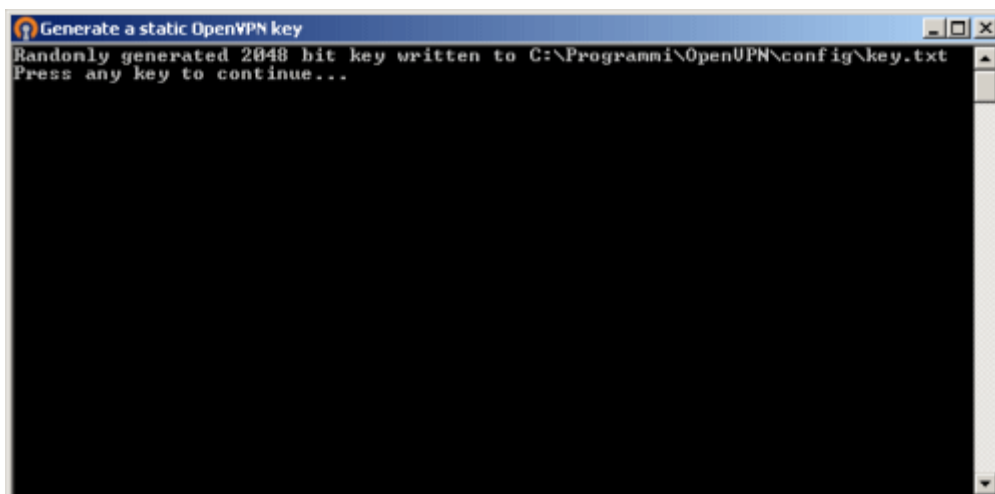 Generate a static OpenVPN key
Randomly generated 2048 bit key written to C:\Programmi\OpenVPN\config\key.txt
Press any key to continue...